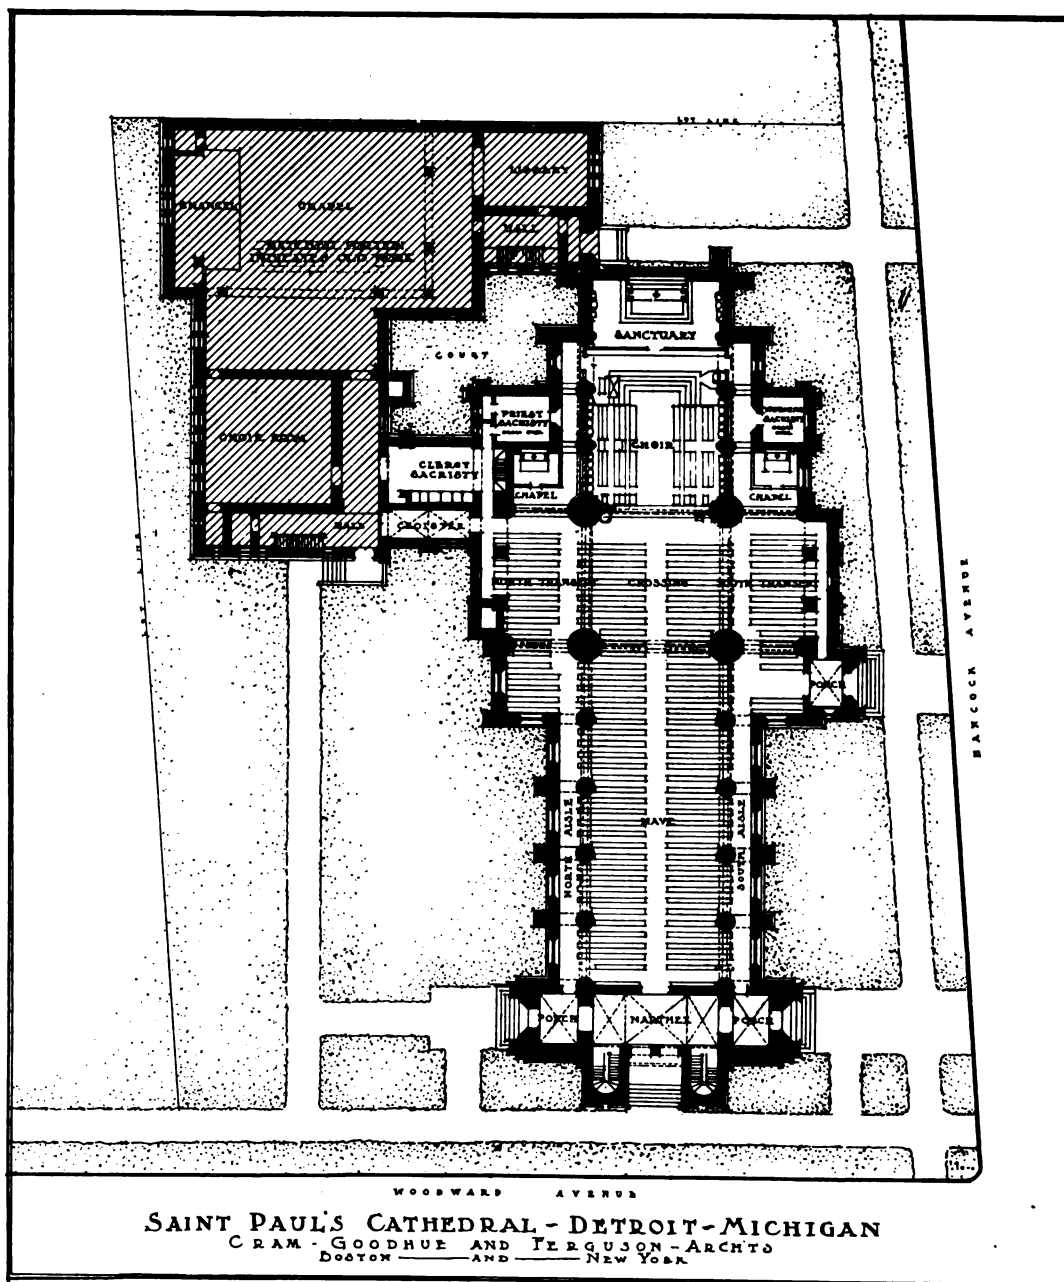 LOT LINE
LIBRARY
CHANCEL
CHAPEL
HALL
HATCHED PORTION
INDICATES OLD WORK
SANCTUARY
COURT
PRIEST
SACRISTY
SACRISTY
CHOIR ROOM
CHOIR
CLERGY
SACRISTY
CHAPEL
CHAPEL
HALL
CLOISTER
NORTH TRANSEPT
CROSSING
SOUTH TRANSEPT
HANCOCK AVENUE
PORCH
NAVE
NORTH AISLE
SOUTH AISLE
PORCH
NARTHEX
PORCH
WOODWARD AVENUE
SAINT PAUL'S CATHEDRAL - DETROIT - MICHIGAN
CRAM - GOODHUE AND FERGUSON - ARCHTS
BOSTON AND NEW YORK